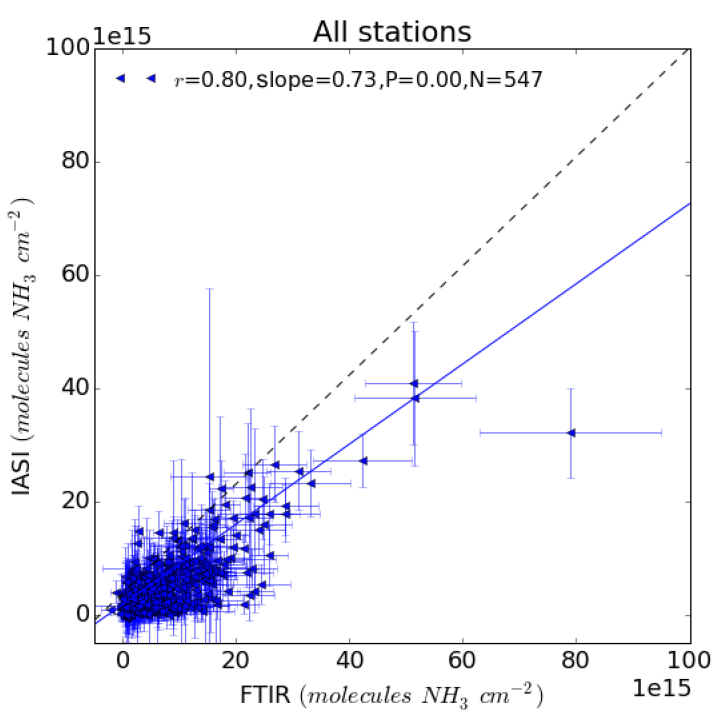 All stations
1e15
r=0.80,slope=0.73,P=0.00,N=547
100
80
60
40
20
0
IASI (molecules NH₃ cm⁻²)
0 20 40 60 80 100
1e15
FTIR (molecules NH₃ cm⁻²)